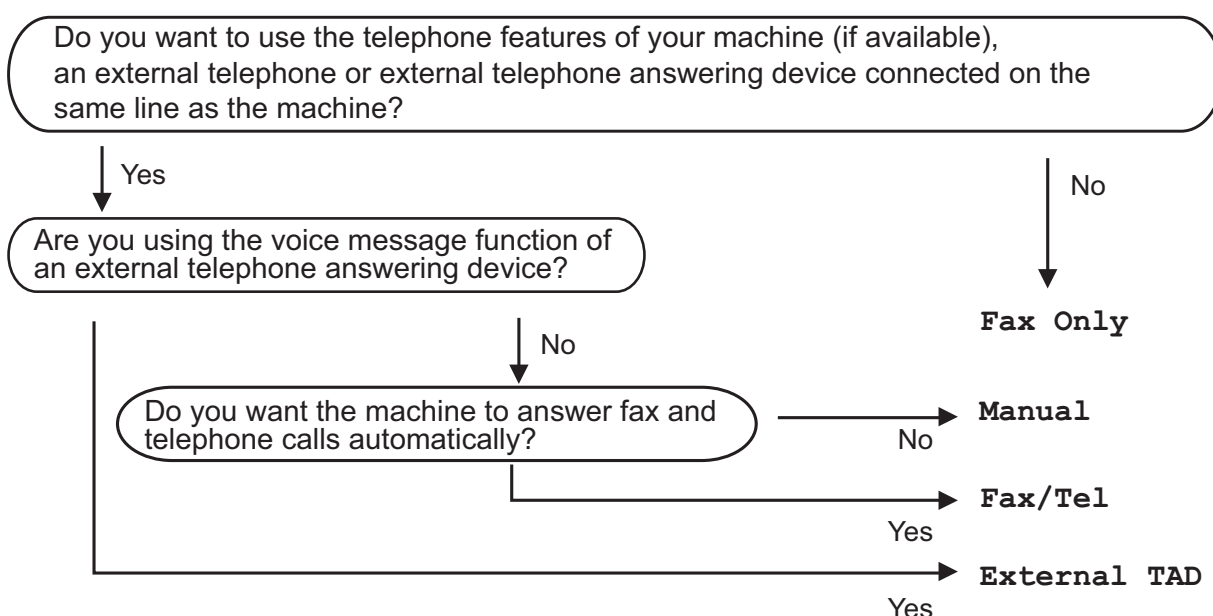 Do you want to use the telephone features of your machine (if available),
an external telephone or external telephone answering device connected on the
same line as the machine?
Yes
No
Are you using the voice message function of
an external telephone answering device?
Fax Only
No
Do you want the machine to answer fax and
telephone calls automatically?
Manual
No
Fax/Tel
Yes
External TAD
Yes